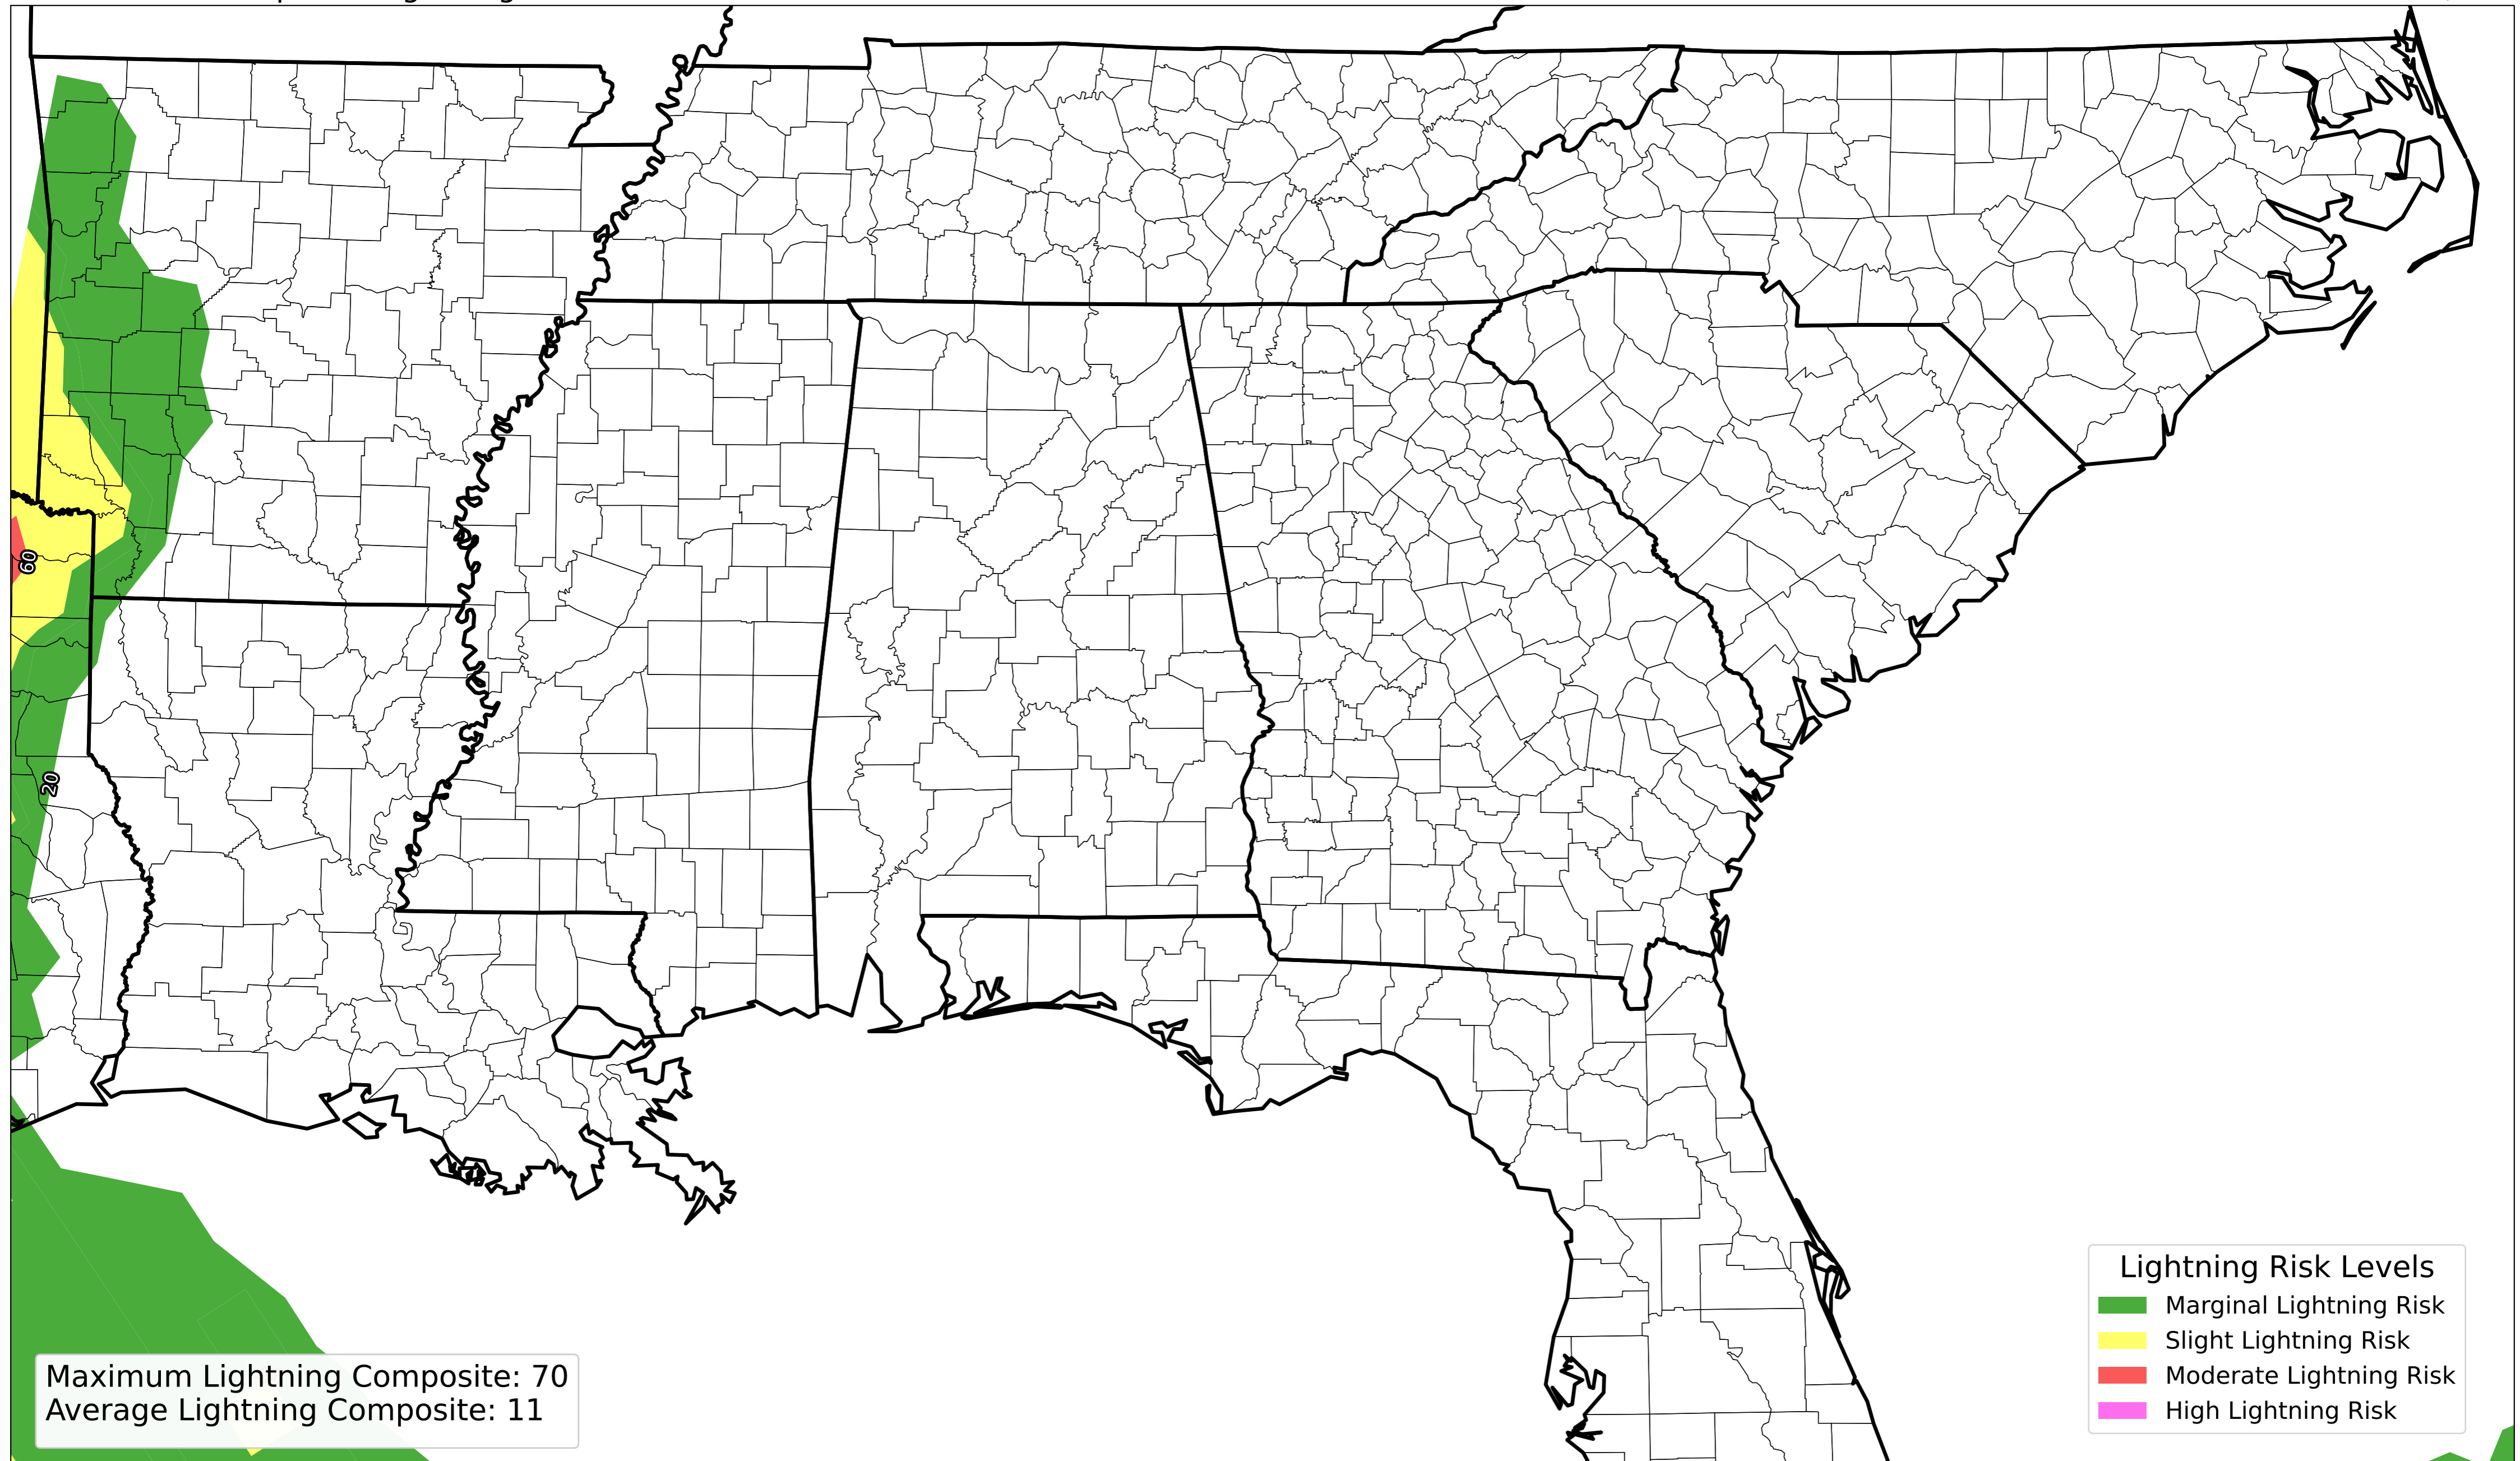 60
20
Maximum Lightning Composite: 70
Average Lightning Composite: 11
Lightning Risk Levels
Marginal Lightning Risk
Slight Lightning Risk
Moderate Lightning Risk
High Lightning Risk